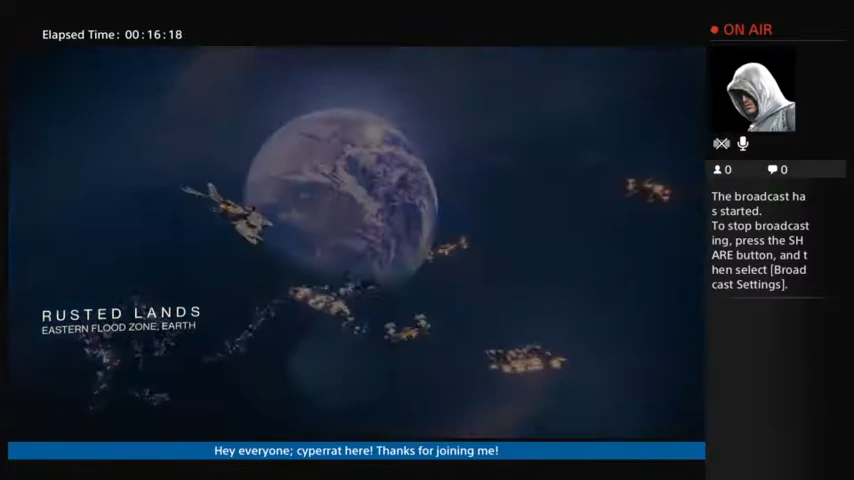 Elapsed Time: 00:16:18
ON AIR
0 0
The broadcast ha
s started.
To stop broadcast
ing, press the SH
ARE button, and t
hen select [Broad
cast Settings].
RUSTED LANDS
EASTERN FLOOD ZONE, EARTH
Hey everyone; cyperrat here! Thanks for joining me!